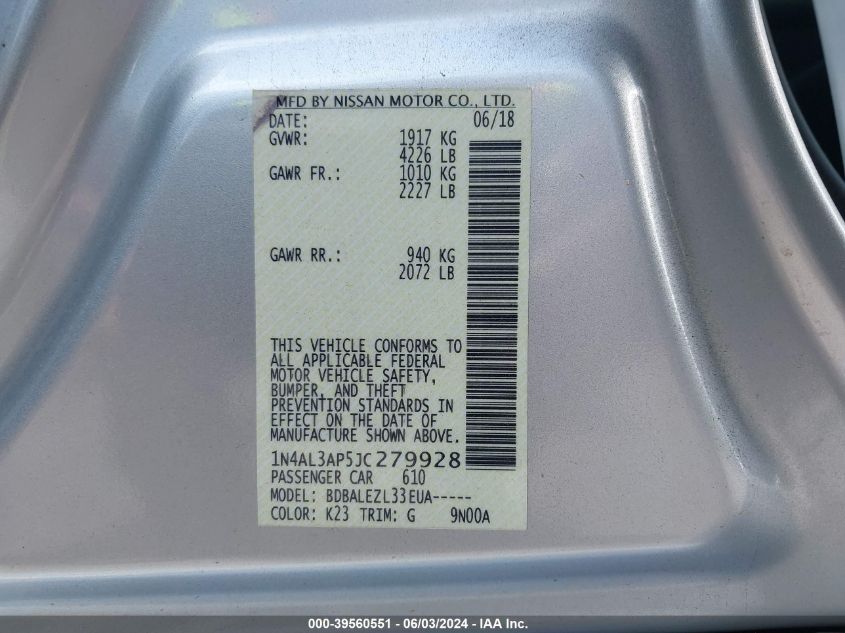 MFD BY NISSAN MOTOR CO., LTD.
DATE: 06/18
GVWR: 1917 KG
4226 LB
GAWR FR.: 1010 KG
2227 LB
GAWR RR.: 940 KG
2072 LB
THIS VEHICLE CONFORMS TO
ALL APPLICABLE FEDERAL
MOTOR VEHICLE SAFETY,
BUMPER, AND THEFT
PREVENTION STANDARDS IN
EFFECT ON THE DATE OF
MANUFACTURE SHOWN ABOVE.
1N4AL3AP5JC279928
PASSENGER CAR 610
MODEL: BDBALEZL33EUA-----
COLOR: K23 TRIM: G 9N00A
000-39560551 - 06/03/2024 - IAA Inc.